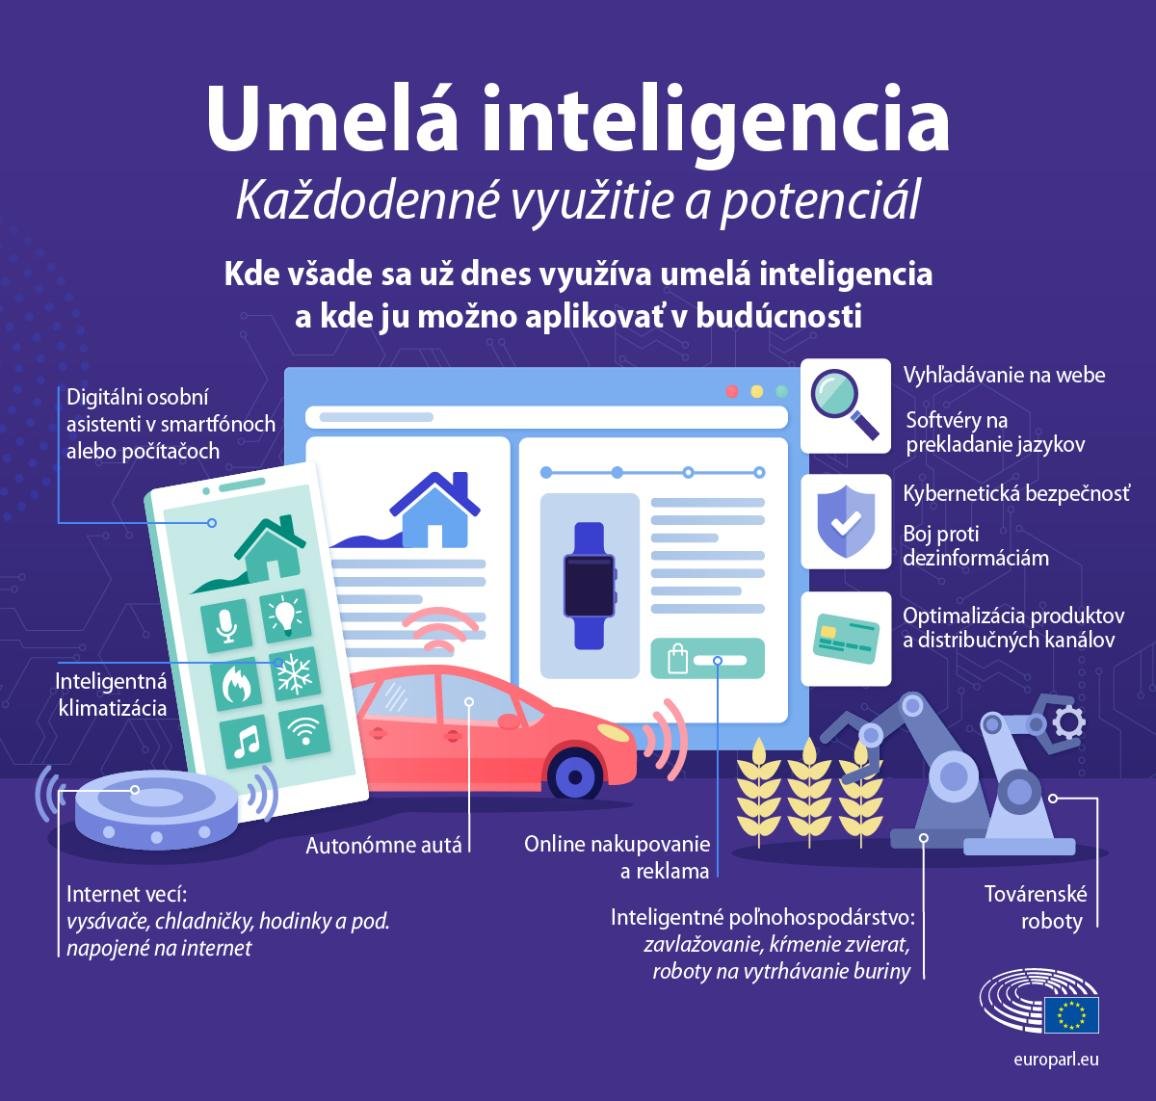 Umelá inteligencia
Každodenné využitie a potenciál
Kde všade sa už dnes využíva umelá inteligencia
a kde ju možno aplikovať v budúcnosti
Digitálni osobní
asistenti v smartfónoch
alebo počítačoch
Vyhľadávanie na webe
Softvéry na
prekladanie jazykov
Kybernetická bezpečnosť
Boj proti
dezinformáciám
Optimalizácia produktov
a distribučných kanálov
Inteligentná
klimatizácia
Autonómne autá
Online nakupovanie
a reklama
Internet vecí:
vysávače, chladničky, hodinky a pod.
napojené na internet
Inteligentné poľnohospodárstvo:
zavlažovanie, kŕmenie zvierat,
roboty na vytrhávanie buriny
Továrenské
roboty
europarl.eu